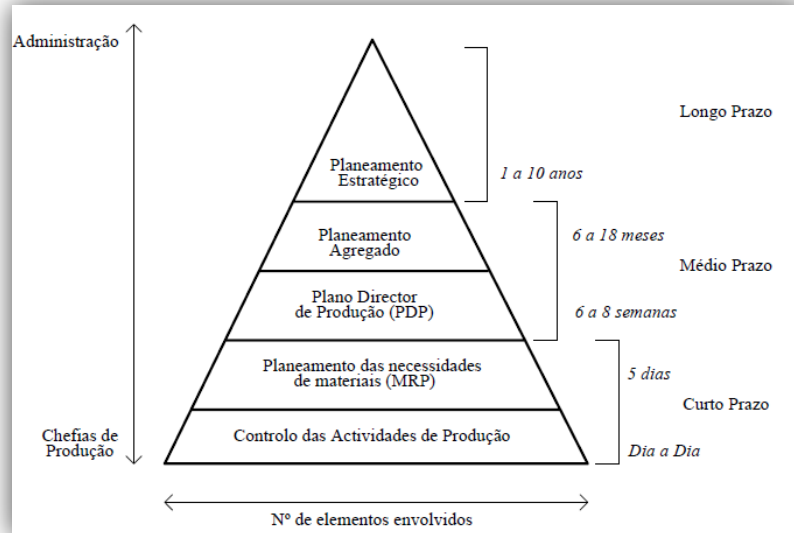 Administração
Longo Prazo
Planeamento
Estratégico
1 a 10 anos
Planeamento
Agregado
6 a 18 meses
Médio Prazo
Plano Director
de Produção (PDP)
6 a 8 semanas
Planeamento das necessidades
de materiais (MRP)
5 dias
Curto Prazo
Chefias de
Produção
Controlo das Actividades de Produção
Dia a Dia
Nº de elementos envolvidos